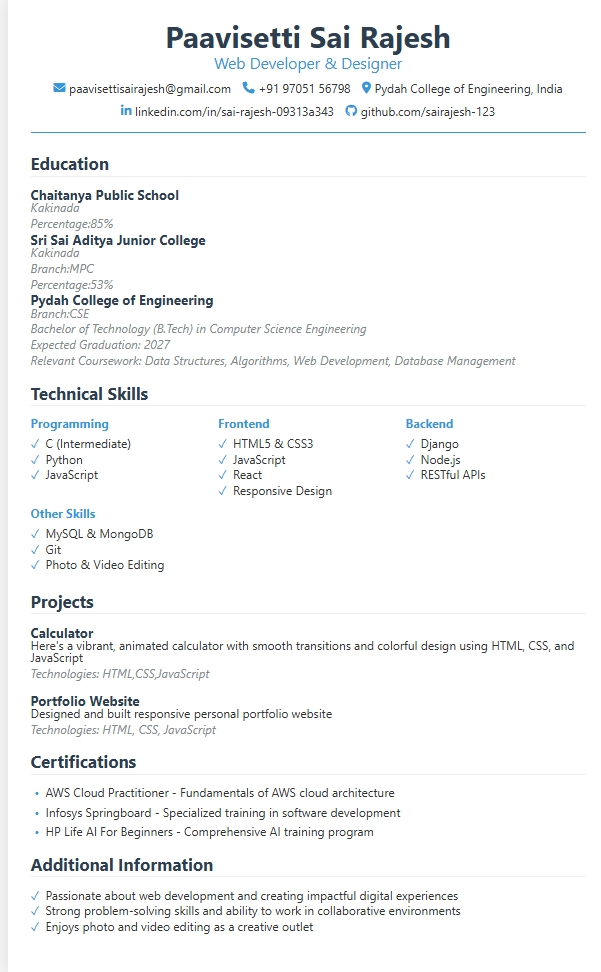 Paavisetti Sai Rajesh
Web Developer & Designer
paavisettisairajesh@gmail.com +91 97051 56798 Pydah College of Engineering, India
linkedin.com/in/sai-rajesh-09313a343 github.com/sairajesh-123
Education
Chaitanya Public School
Kakinada
Percentage:85%
Sri Sai Aditya Junior College
Kakinada
Branch:MPC
Percentage:53%
Pydah College of Engineering
Branch:CSE
Bachelor of Technology (B.Tech) in Computer Science Engineering
Expected Graduation: 2027
Relevant Coursework: Data Structures, Algorithms, Web Development, Database Management
Technical Skills
Programming
✓ C (Intermediate)
✓ Python
✓ JavaScript
Frontend
✓ HTML5 & CSS3
✓ JavaScript
✓ React
✓ Responsive Design
Backend
✓ Django
✓ Node.js
✓ RESTful APIs
Other Skills
✓ MySQL & MongoDB
✓ Git
✓ Photo & Video Editing
Projects
Calculator
Here's a vibrant, animated calculator with smooth transitions and colorful design using HTML, CSS, and
JavaScript
Technologies: HTML,CSS,JavaScript
Portfolio Website
Designed and built responsive personal portfolio website
Technologies: HTML, CSS, JavaScript
Certifications
• AWS Cloud Practitioner - Fundamentals of AWS cloud architecture
• Infosys Springboard - Specialized training in software development
• HP Life AI For Beginners - Comprehensive AI training program
Additional Information
✓ Passionate about web development and creating impactful digital experiences
✓ Strong problem-solving skills and ability to work in collaborative environments
✓ Enjoys photo and video editing as a creative outlet